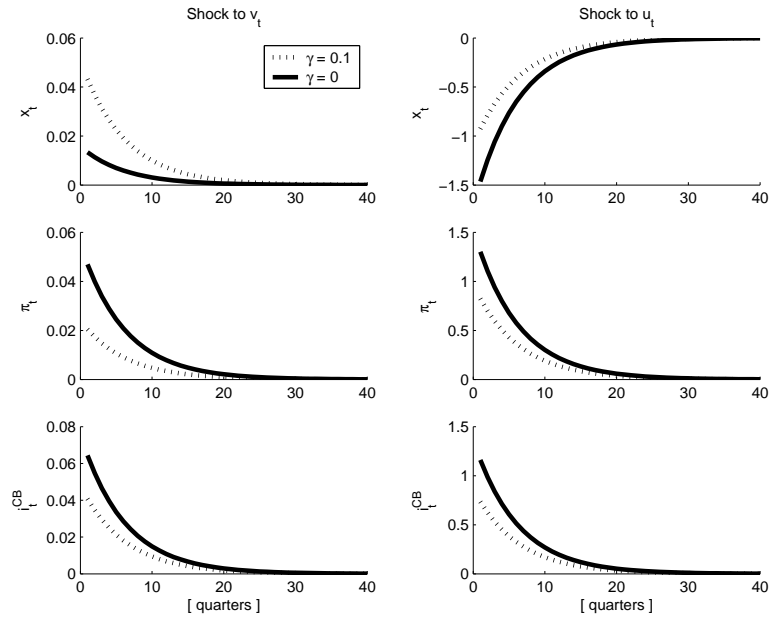 Shock to v_t
Shock to u_t
0.06
0.04
0.02
0
x_t
γ = 0.1
γ = 0
0 10 20 30 40
0
−0.5
−1
−1.5
x_t
0 10 20 30 40
0.06
0.04
0.02
0
π_t
0 10 20 30 40
1.5
1
0.5
0
π_t
0 10 20 30 40
0.08
0.06
0.04
0.02
0
i_t^CB
0 10 20 30 40
[ quarters ]
1.5
1
0.5
0
i_t^CB
0 10 20 30 40
[ quarters ]